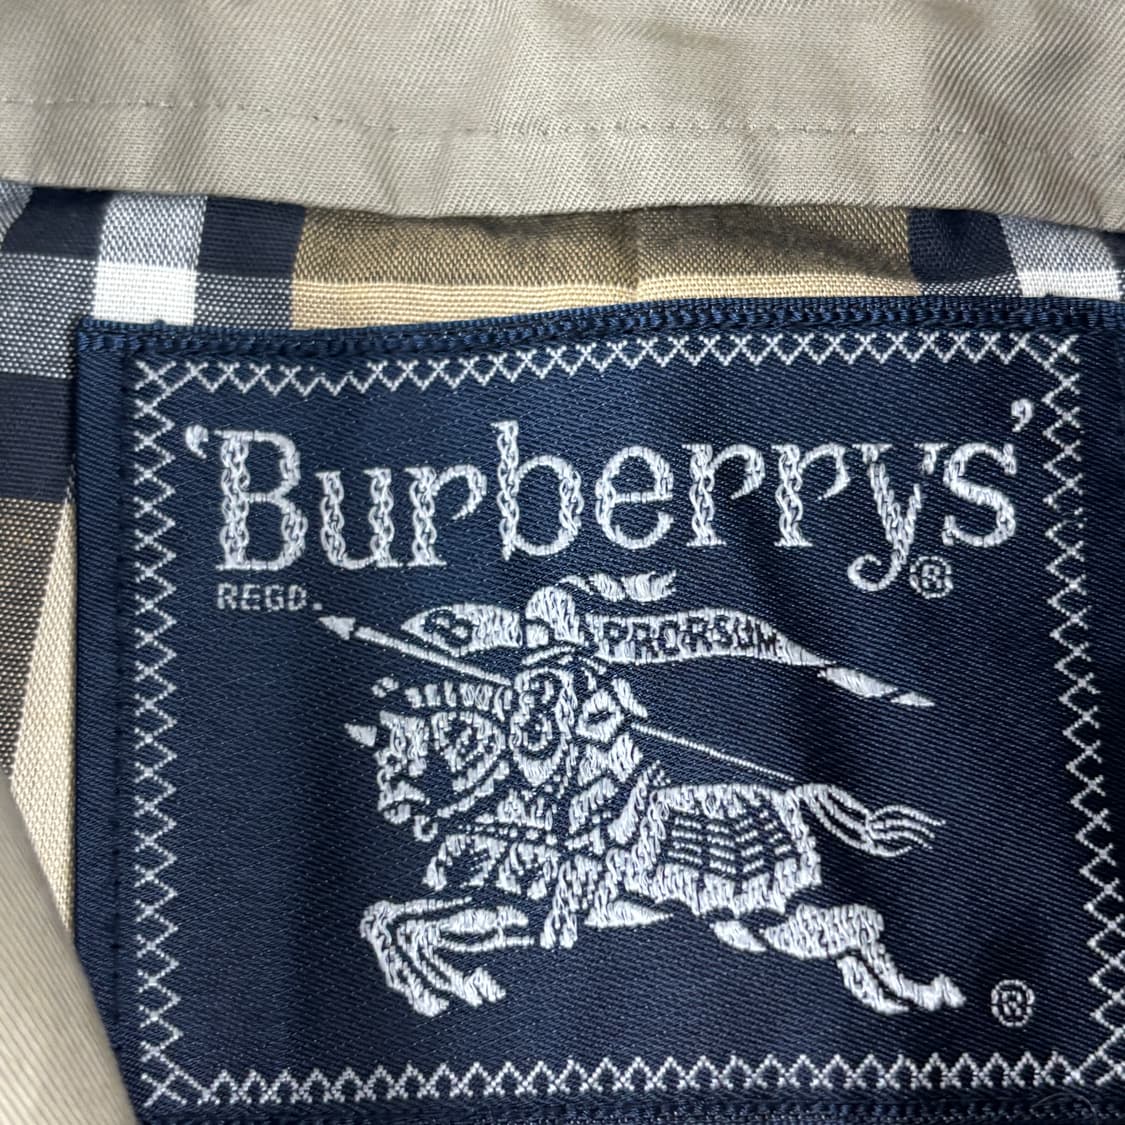 'Burberrys'®
REGD.
B PRORSUM
®